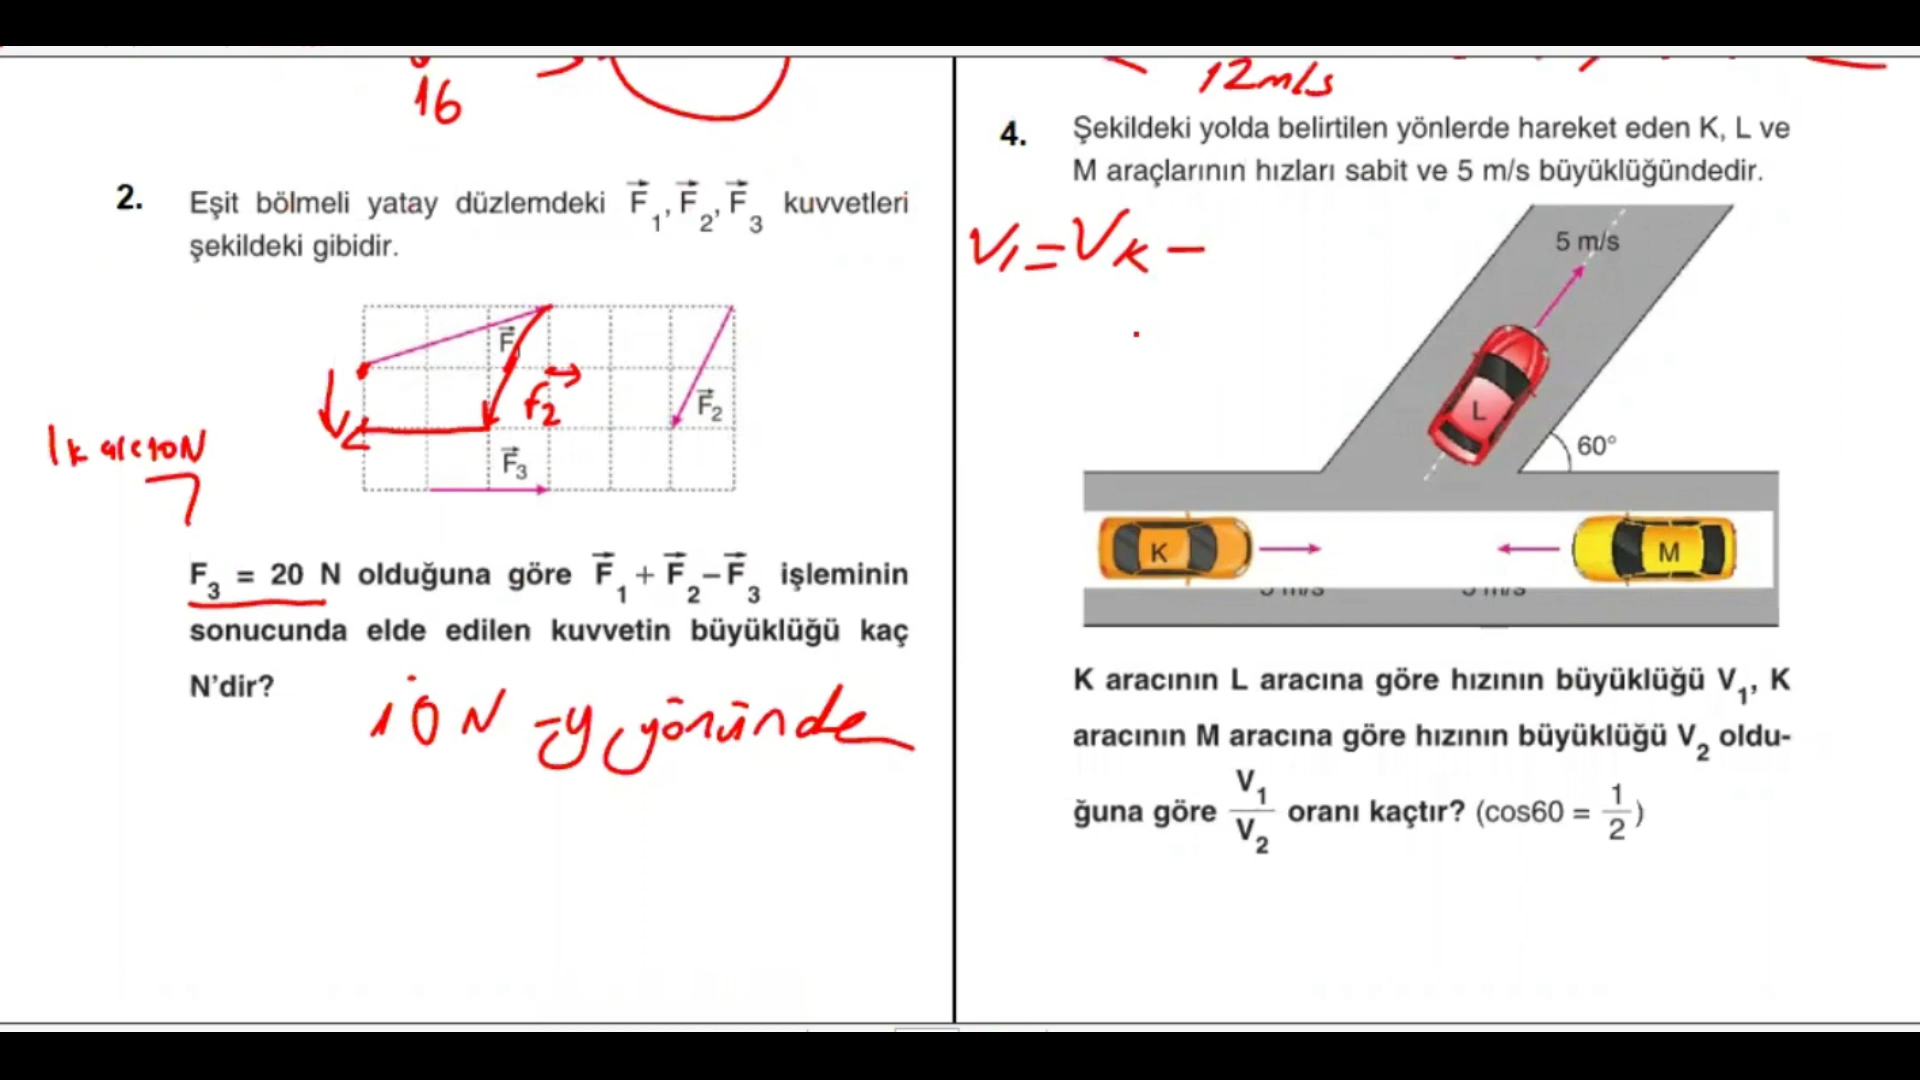 16
2.
Eşit bölmeli yatay düzlemdeki F₁, F₂, F₃ kuvvetleri
şekildeki gibidir.
F
f2
F₂
1k
F₃
F₃ = 20 N olduğuna göre F₁ + F₂ – F₃ işleminin
sonucunda elde edilen kuvvetin büyüklüğü kaç
N'dir?
10 N -y yönünde
12m/s
4.
Şekildeki yolda belirtilen yönlerde hareket eden K, L ve
M araçlarının hızları sabit ve 5 m/s büyüklüğündedir.
V1=VK -
5 m/s
L
60°
K
M
5 m/s
5 m/s
K aracının L aracına göre hızının büyüklüğü V₁, K
aracının M aracına göre hızının büyüklüğü V₂ oldu-
ğuna göre V₁/V₂ oranı kaçtır? (cos60 = 1/2)